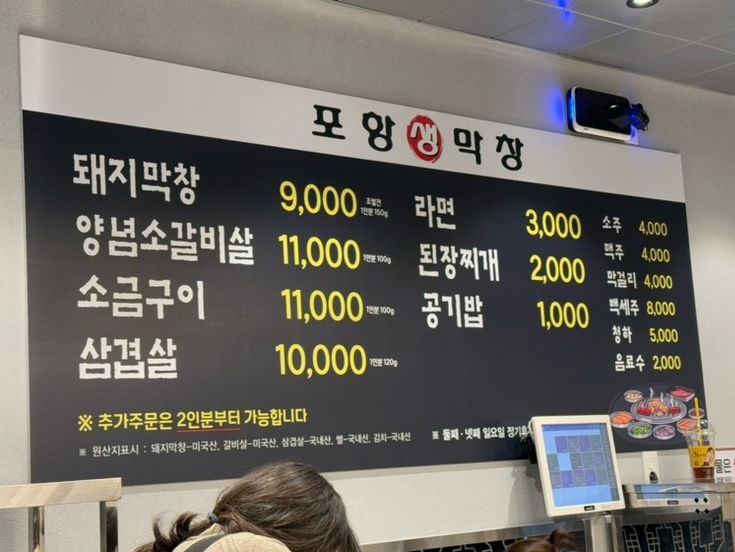 포항 생 막창
돼지막창 9,000 초벌전 1인분 150g
양념소갈비살 11,000 1인분 100g
소금구이 11,000 1인분 100g
삼겹살 10,000 1인분 120g
라면 3,000
된장찌개 2,000
공기밥 1,000
소주 4,000
맥주 4,000
막걸리 4,000
백세주 8,000
청하 5,000
음료수 2,000
※ 추가주문은 2인분부터 가능합니다
※ 원산지표시 : 돼지막창-미국산, 갈비살-미국산, 삼겹살-국내산, 쌀-국내산, 김치-국내산
※ 둘째·넷째 일요일 정기휴